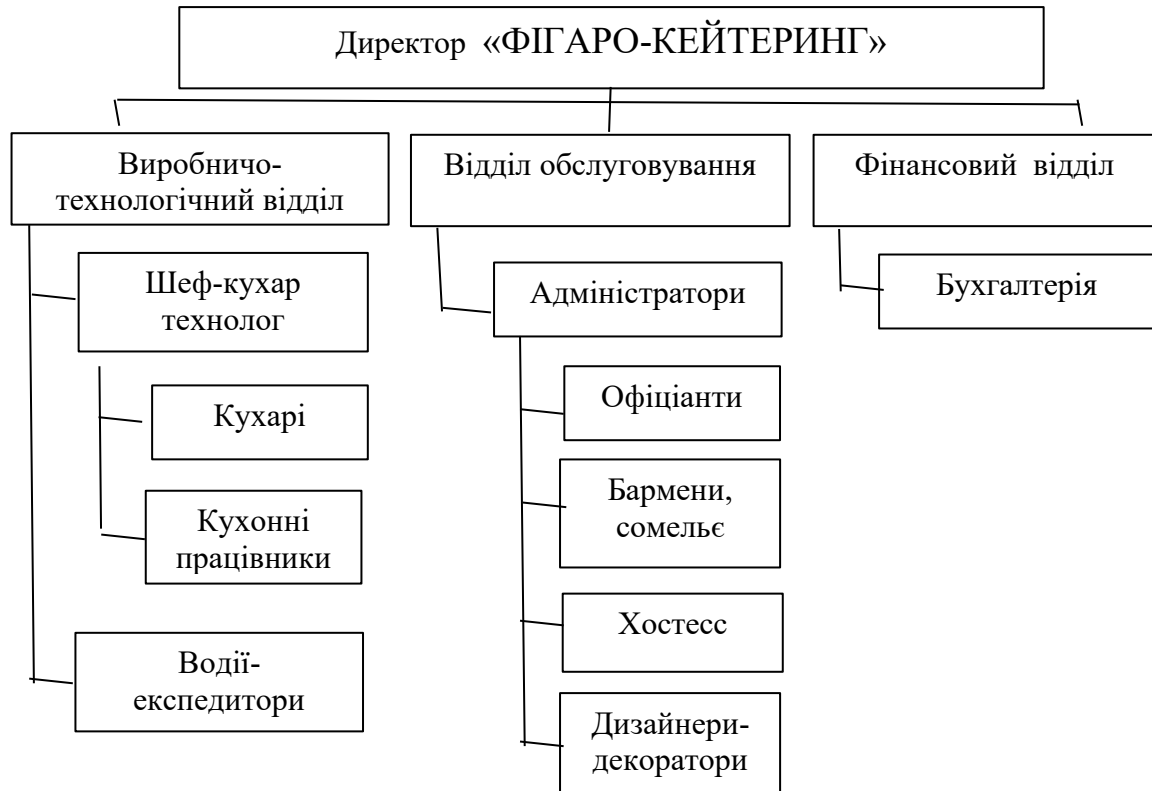 Директор «ФІГАРО-КЕЙТЕРИНГ»
Виробничо-
технологічний відділ
Шеф-кухар
технолог
Кухарі
Кухонні
працівники
Водії-
експедитори
Відділ обслуговування
Адміністратори
Офіціанти
Бармени,
сомельє
Хостесс
Дизайнери-
декоратори
Фінансовий відділ
Бухгалтерія